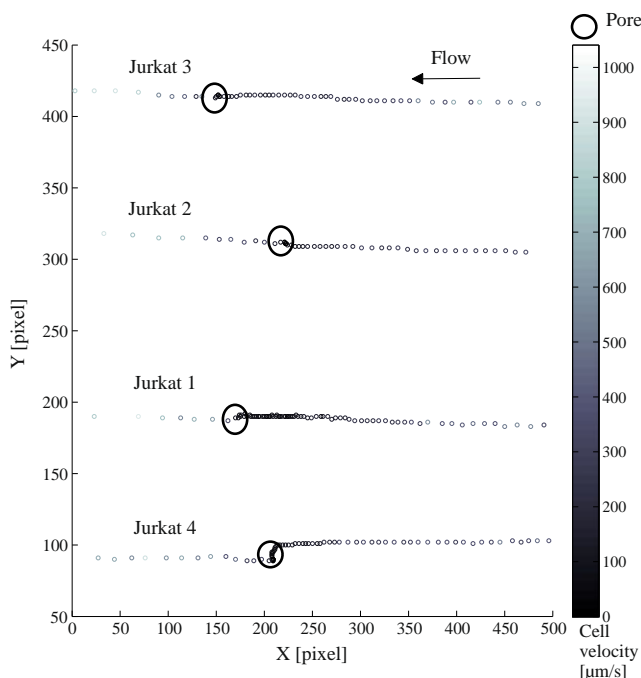 Pore
450
400
350
300
250
200
150
100
50
Y [pixel]
Jurkat 3
Flow
Jurkat 2
Jurkat 1
Jurkat 4
0 50 100 150 200 250 300 350 400 450 500
X [pixel]
1000
900
800
700
600
500
400
300
200
100
0
Cell
velocity
[µm/s]